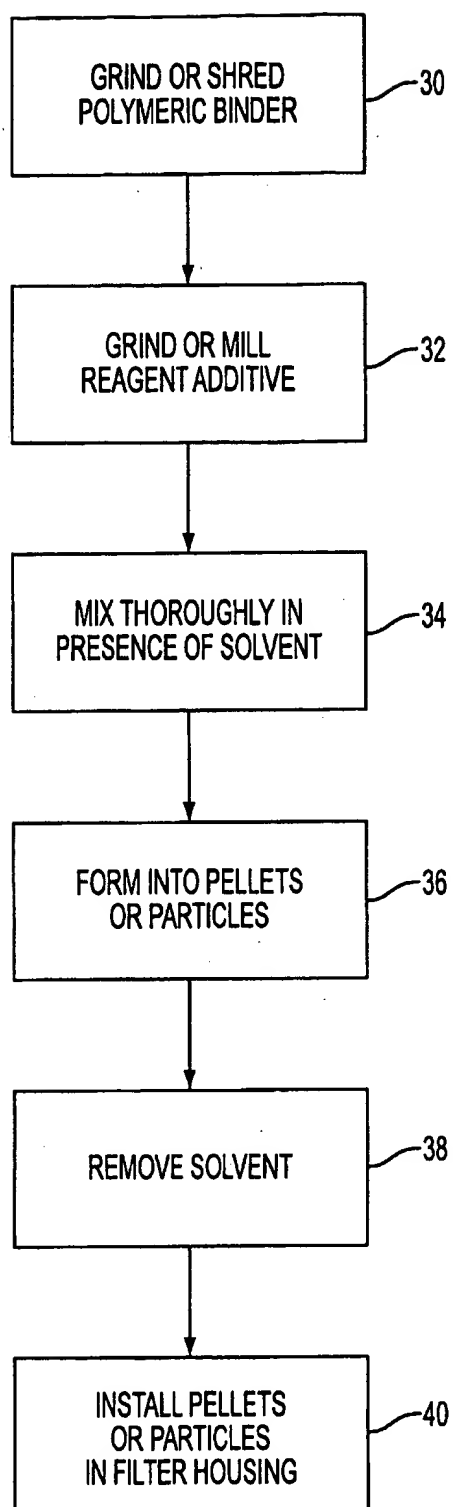 GRIND OR SHRED
POLYMERIC BINDER
30
GRIND OR MILL
REAGENT ADDITIVE
32
MIX THOROUGHLY IN
PRESENCE OF SOLVENT
34
FORM INTO PELLETS
OR PARTICLES
36
REMOVE SOLVENT
38
INSTALL PELLETS
OR PARTICLES
IN FILTER HOUSING
40